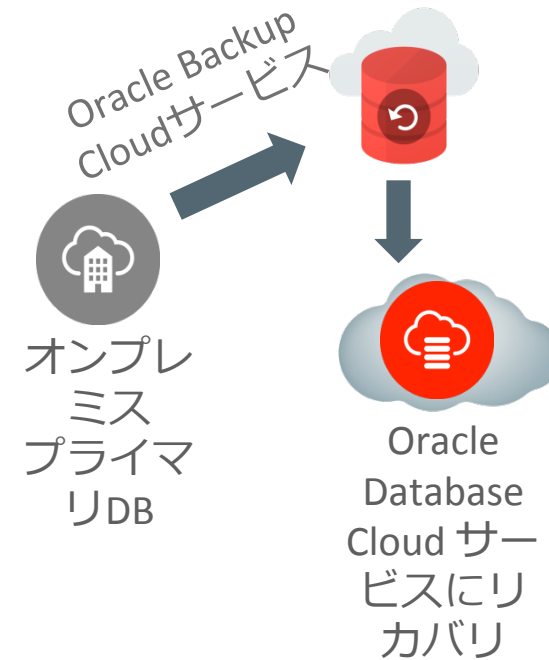 Oracle Backup
Cloudサービス
オンプレ
ミス
プライマ
リDB
Oracle
Database
Cloud サー
ビスにリ
カバリ